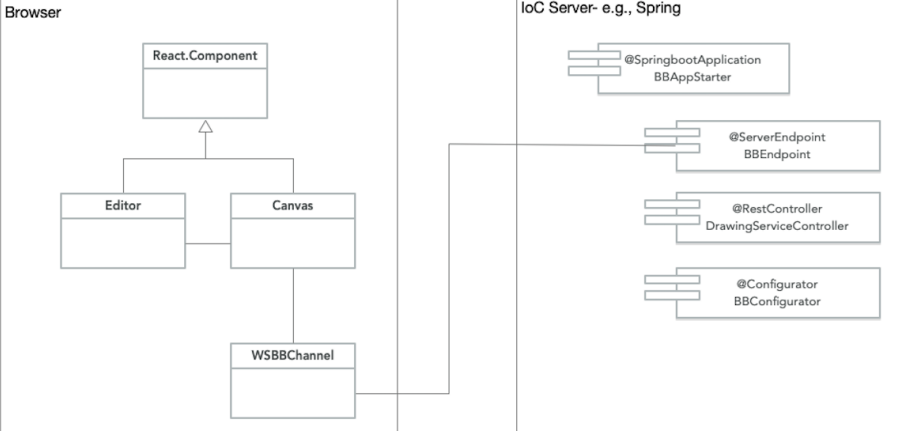 Browser
IoC Server- e.g., Spring
React.Component
Editor
Canvas
WSBBChannel
@SpringbootApplication
BBAppStarter
@ServerEndpoint
BBEndpoint
@RestController
DrawingServiceController
@Configurator
BBConfigurator